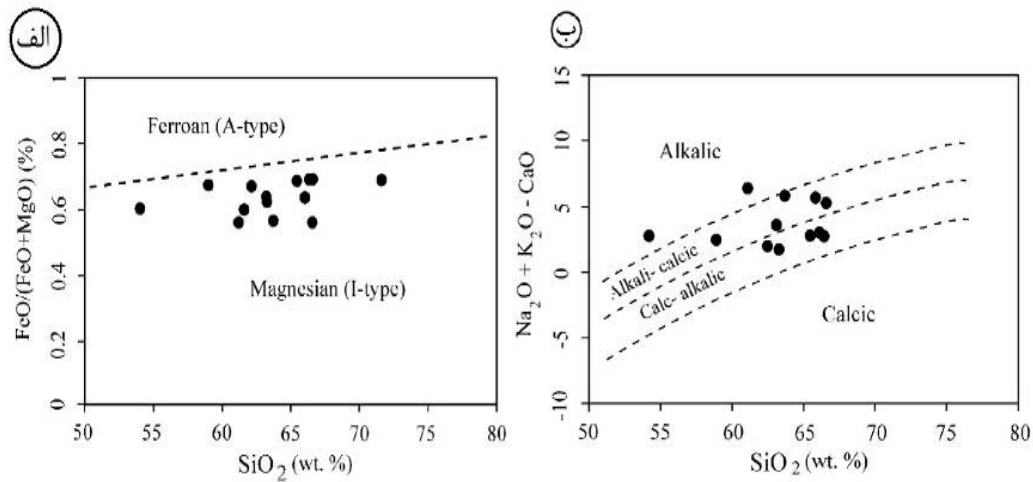 الف
1
0.8
0.6
0.4
0.2
0
FeO/(FeO+MgO) (%)
Ferroan (A-type)
Magnesian (I-type)
50 55 60 65 70 75 80
SiO2 (wt. %)
ب
15
10
5
0
-5
-10
Na2O + K2O - CaO
Alkalic
Alkali- calcic
Calc- alkalic
Calcic
50 55 60 65 70 75 80
SiO2 (wt. %)